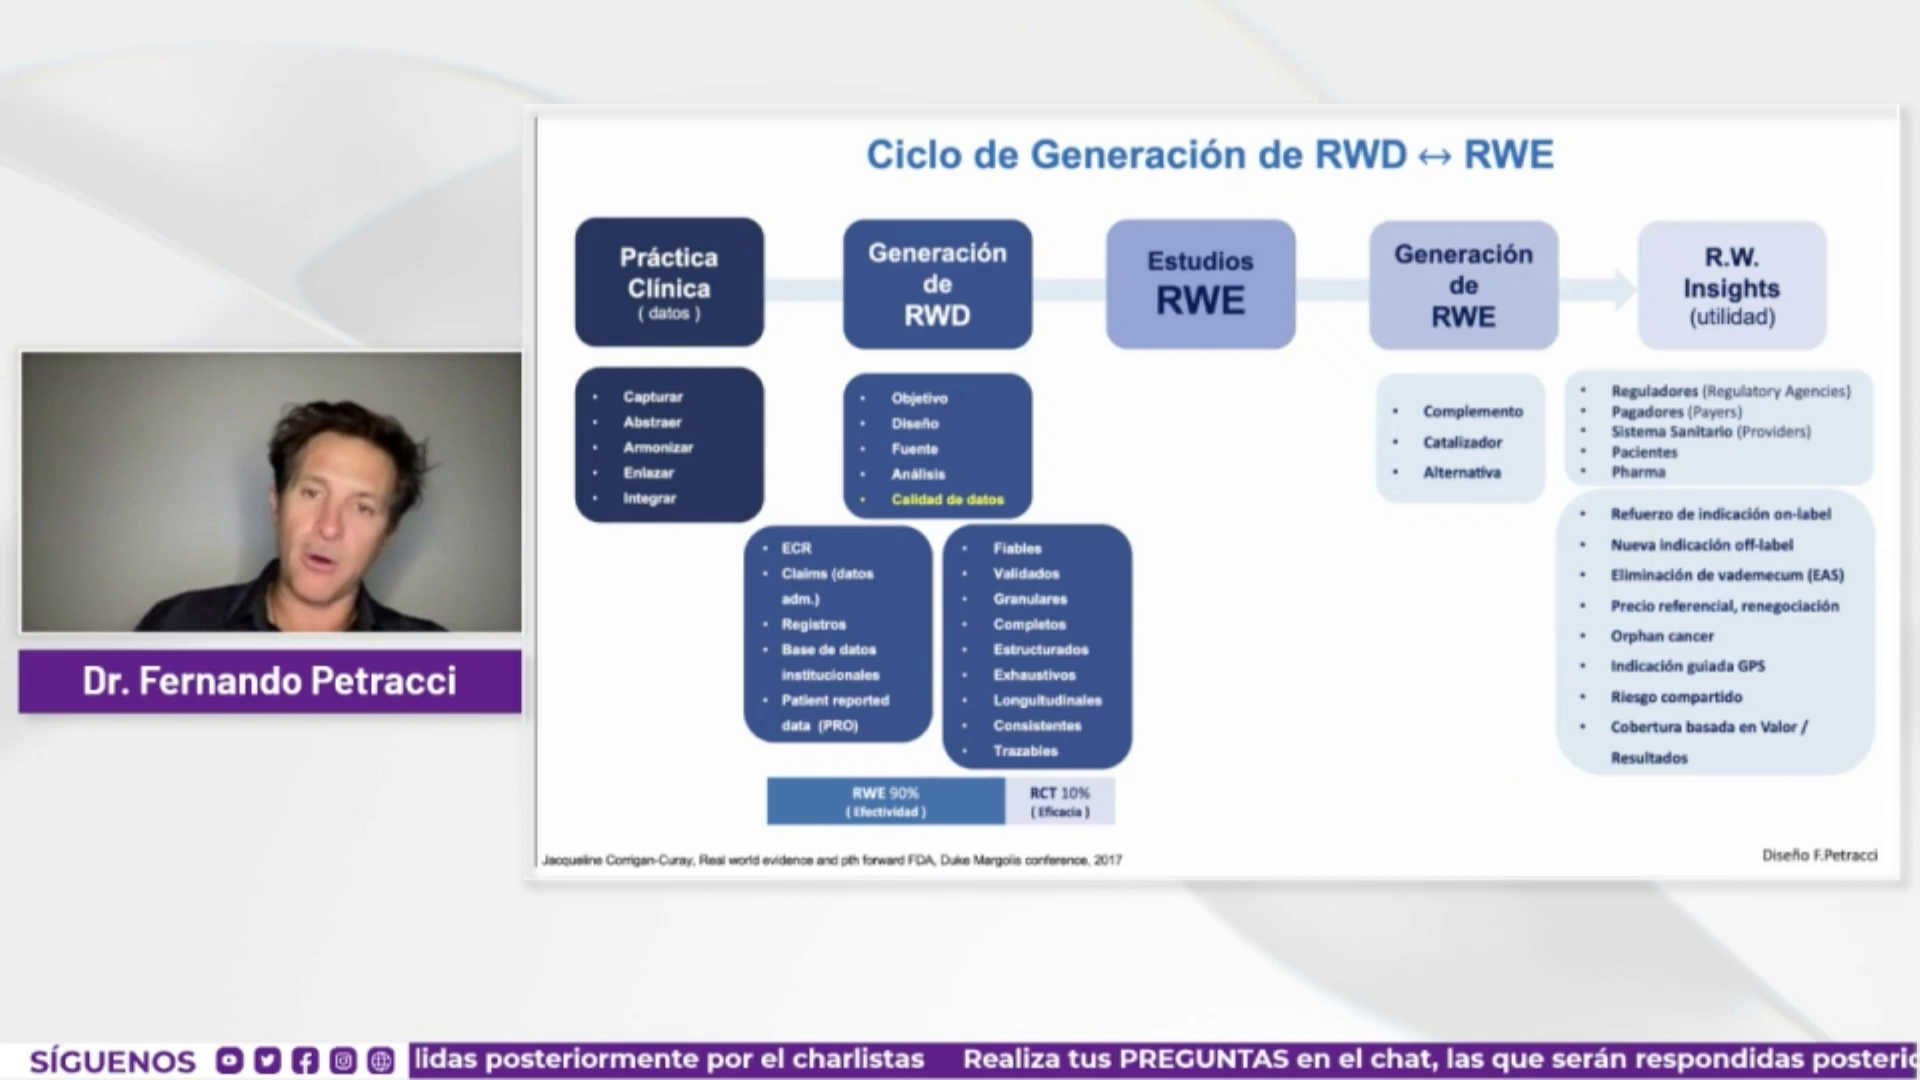 Ciclo de Generación de RWD ↔ RWE
Práctica
Clínica
( datos )
Generación
de
RWD
Estudios
RWE
Generación
de
RWE
R.W.
Insights
(utilidad)
• Capturar
• Abstraer
• Armonizar
• Enlazar
• Integrar
• Objetivo
• Diseño
• Fuente
• Análisis
• Calidad de datos
• ECR
• Claims (datos
adm.)
• Registros
• Base de datos
institucionales
• Patient reported
data (PRO)
• Fiables
• Validados
• Granulares
• Completos
• Estructurados
• Exhaustivos
• Longuitudinales
• Consistentes
• Trazables
RWE 90%
( Efectividad )
RCT 10%
( Eficacia )
• Complemento
• Catalizador
• Alternativa
• Reguladores (Regulatory Agencies)
• Pagadores (Payers)
• Sistema Sanitario (Providers)
• Pacientes
• Pharma
• Refuerzo de indicación on-label
• Nueva indicación off-label
• Eliminación de vademecum (EAS)
• Precio referencial, renegociación
• Orphan cancer
• Indicación guiada GPS
• Riesgo compartido
• Cobertura basada en Valor /
Resultados
Jacqueline Corrigan-Curay, Real world evidence and pth forward FDA, Duke Margolis conference, 2017
Diseño F.Petracci
Dr. Fernando Petracci
SÍGUENOS
lidas posteriormente por el charlistas Realiza tus PREGUNTAS en el chat, las que serán respondidas posterio